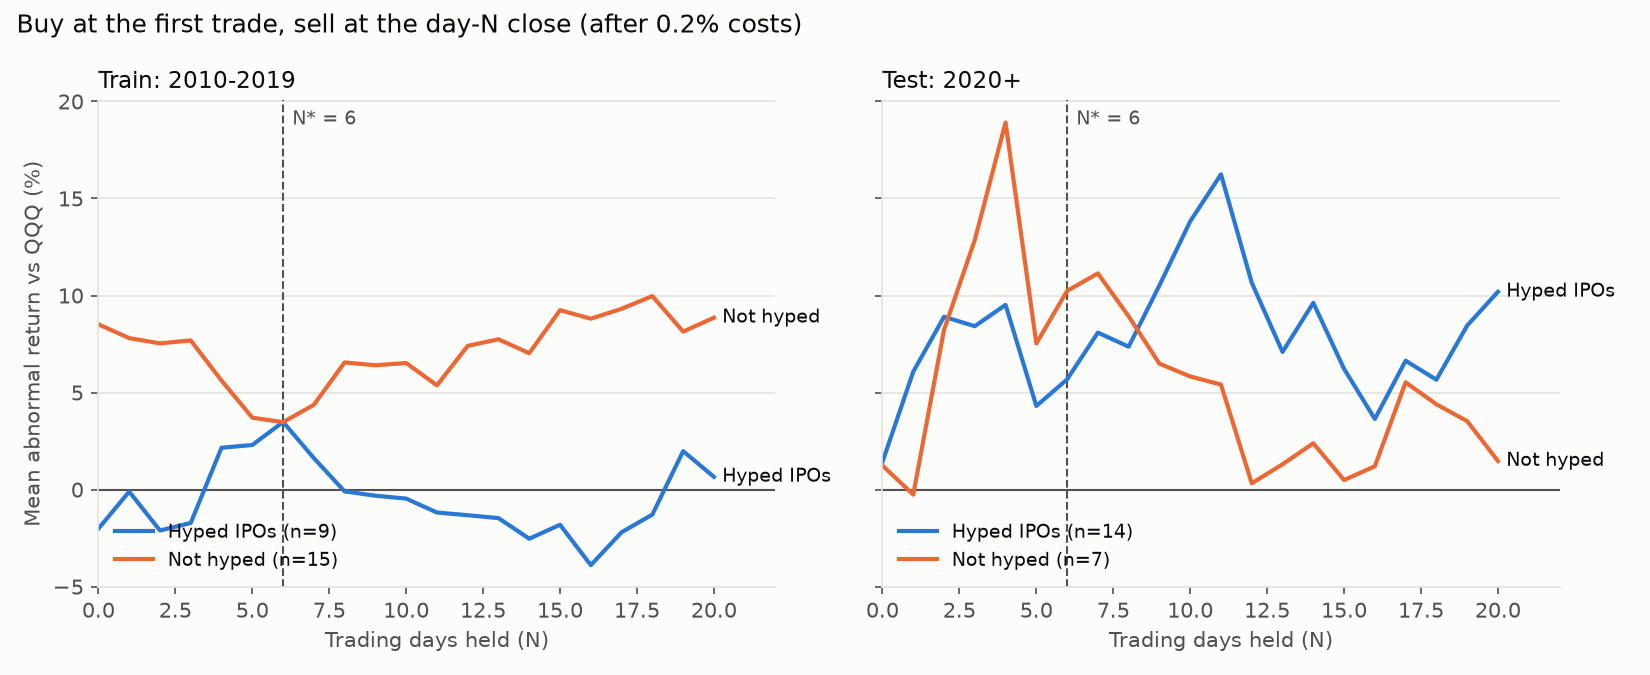 Buy at the first trade, sell at the day-N close (after 0.2% costs)
Train: 2010-2019
Mean abnormal return vs QQQ (%)
20
15
10
5
0
−5
N* = 6
Not hyped
Hyped IPOs
Hyped IPOs (n=9)
Not hyped (n=15)
0.0 2.5 5.0 7.5 10.0 12.5 15.0 17.5 20.0
Trading days held (N)
Test: 2020+
N* = 6
Hyped IPOs
Not hyped
Hyped IPOs (n=14)
Not hyped (n=7)
0.0 2.5 5.0 7.5 10.0 12.5 15.0 17.5 20.0
Trading days held (N)